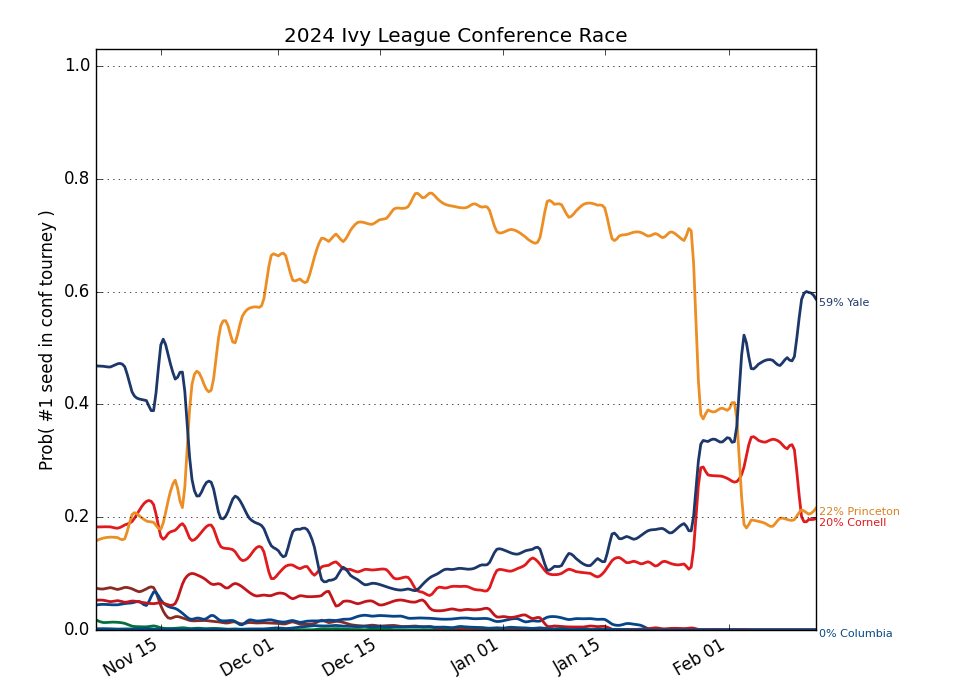 2024 Ivy League Conference Race
Prob( #1 seed in conf tourney )
1.0
0.8
0.6
0.4
0.2
0.0
59% Yale
22% Princeton
20% Cornell
0% Columbia
Nov 15
Dec 01
Dec 15
Jan 01
Jan 15
Feb 01